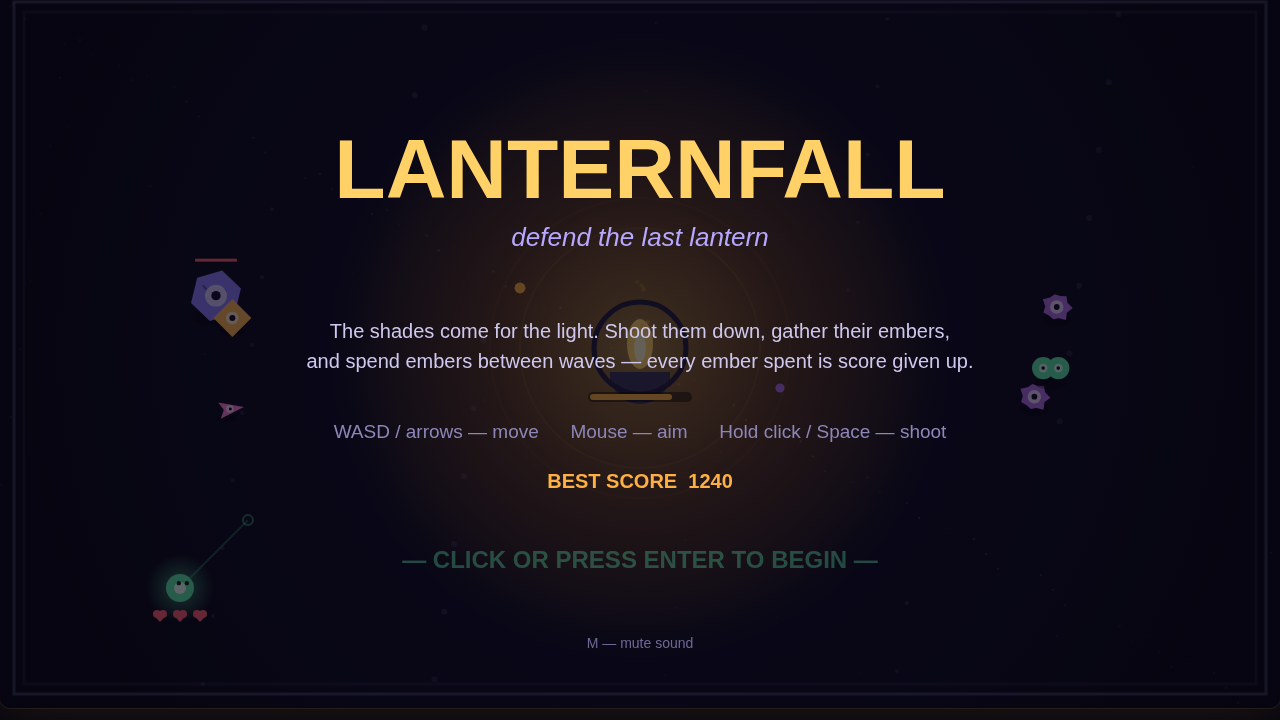 LANTERNFALL
defend the last lantern
The shades come for the light. Shoot them down, gather their embers,
and spend embers between waves — every ember spent is score given up.
WASD / arrows — move Mouse — aim Hold click / Space — shoot
BEST SCORE 1240
— CLICK OR PRESS ENTER TO BEGIN —
M — mute sound